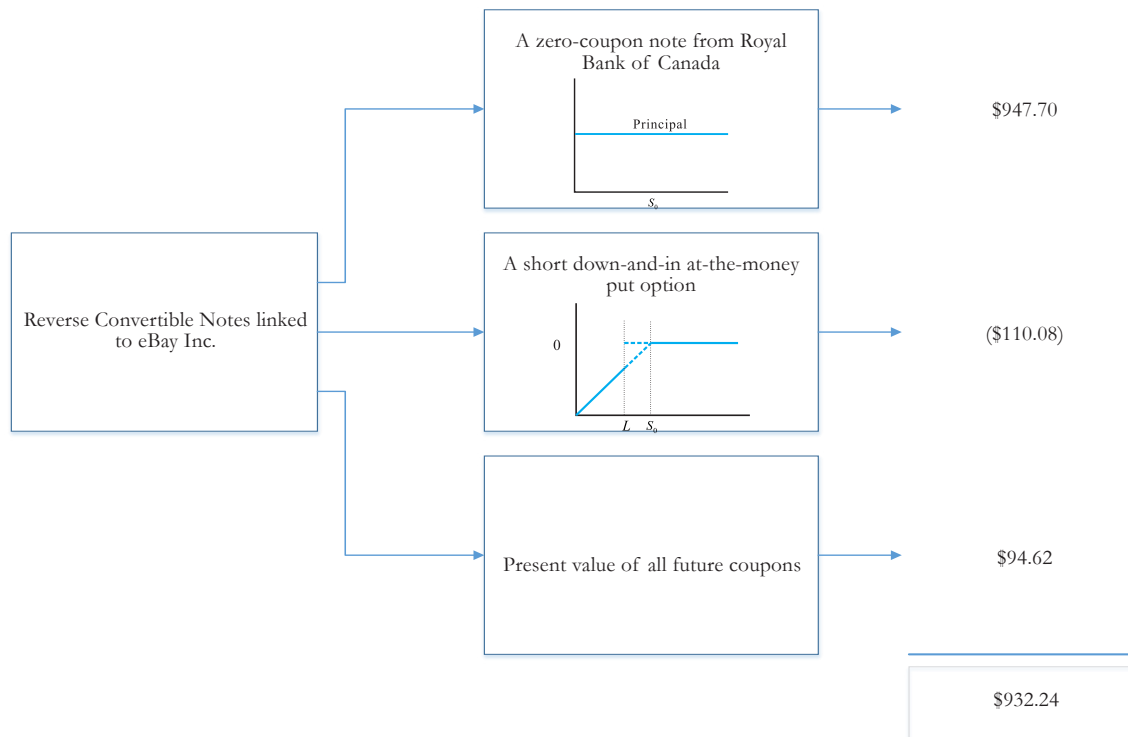 A zero-coupon note from Royal
Bank of Canada
Principal
S₀
$947.70
Reverse Convertible Notes linked
to eBay Inc.
A short down-and-in at-the-money
put option
0
L S₀
($110.08)
Present value of all future coupons
$94.62
$932.24